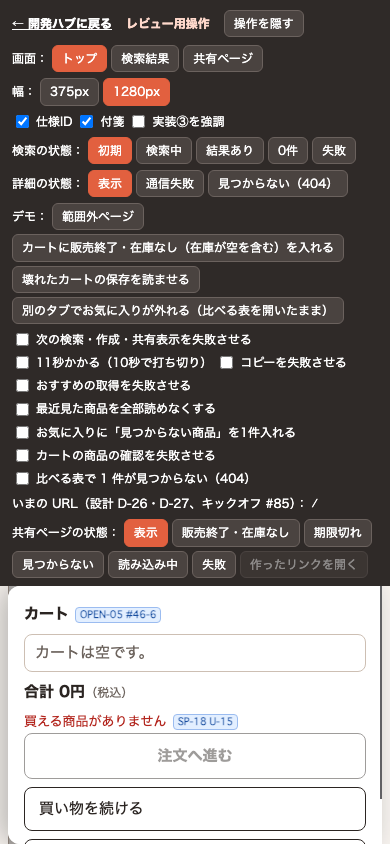 ← 開発ハブに戻る レビュー用操作 操作を隠す
画面： トップ 検索結果 共有ページ
幅： 375px 1280px
仕様ID 付箋 実装③を強調
検索の状態： 初期 検索中 結果あり 0件 失敗
詳細の状態： 表示 通信失敗 見つからない（404）
デモ： 範囲外ページ
カートに販売終了・在庫なし（在庫が空を含む）を入れる
壊れたカートの保存を読ませる
別のタブでお気に入りが外れる（比べる表を開いたまま）
次の検索・作成・共有表示を失敗させる
11秒かかる（10秒で打ち切り） コピーを失敗させる
おすすめの取得を失敗させる
最近見た商品を全部読めなくする
お気に入りに「見つからない商品」を1件入れる
カートの商品の確認を失敗させる
比べる表で 1 件が見つからない（404）
いまの URL（設計 D-26・D-27、キックオフ #85）： /
共有ページの状態： 表示 販売終了・在庫なし 期限切れ
見つからない 読み込み中 失敗 作ったリンクを開く
カート OPEN-05 #46-6
カートは空です。
合計 0円（税込）
買える商品がありません SP-18 U-15
注文へ進む
買い物を続ける